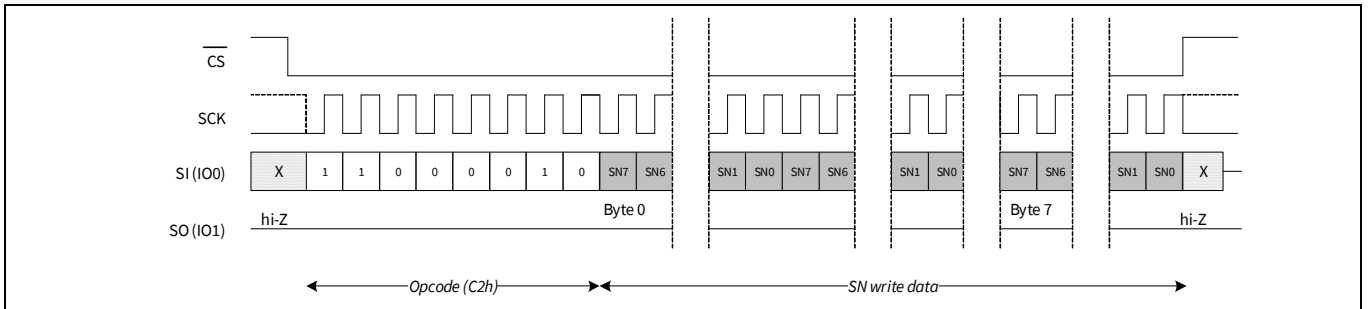 CS
SCK
SI (IO0) X 1 1 0 0 0 0 1 0 SN7 SN6 SN1 SN0 SN7 SN6 SN1 SN0 SN7 SN6 SN1 SN0 X
Byte 0 Byte 7
hi-Z hi-Z
SO (IO1)
Opcode (C2h) SN write data